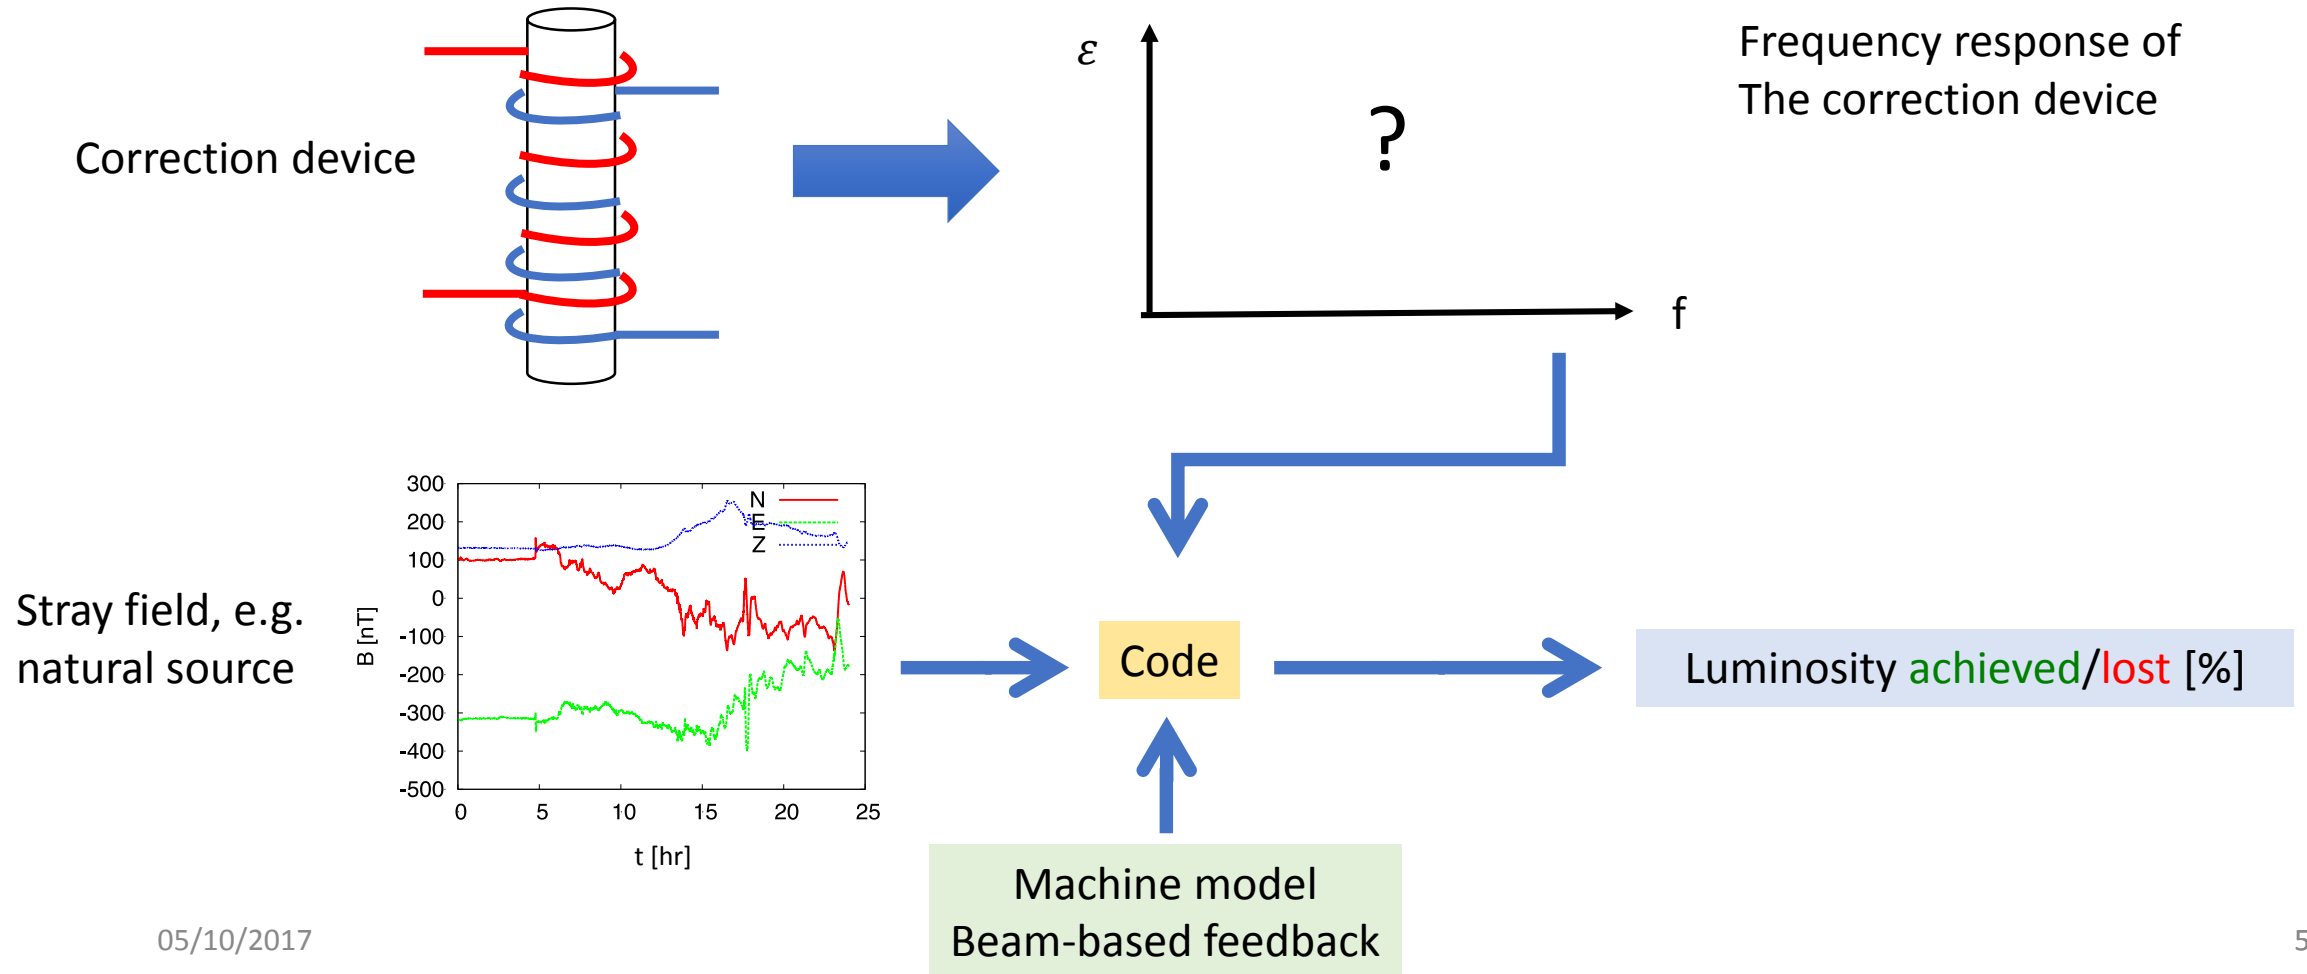 Correction device
ε
?
f
Frequency response of
The correction device
Stray field, e.g.
natural source
B [nT]
300
200
100
0
-100
-200
-300
-400
-500
N
E
Z
0 5 10 15 20 25
t [hr]
Code
Luminosity achieved/lost [%]
Machine model
Beam-based feedback
05/10/2017
5